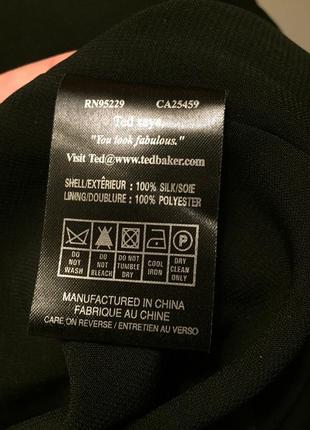 RN95229 CA25459
Ted says
"You look fabulous."
Visit Ted@www.tedbaker.com
SHELL/EXTÉRIEUR : 100% SILK/SOIE
LINING/DOUBLURE : 100% POLYESTER
P
DO NOT WASH
DO NOT BLEACH
DO NOT TUMBLE DRY
COOL IRON
DRY CLEAN ONLY
MANUFACTURED IN CHINA
FABRIQUE AU CHINE
CARE ON REVERSE / ENTRETIEN AU VERSO